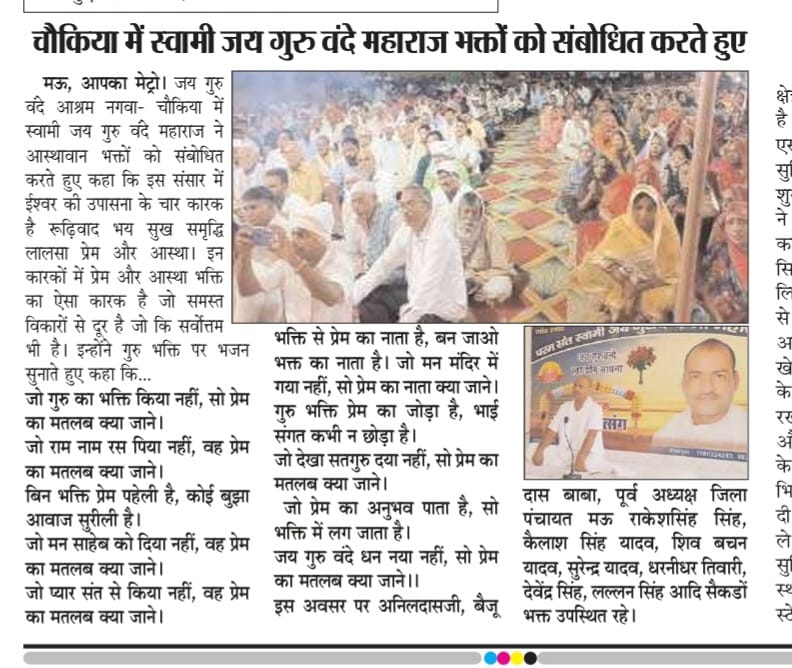 चौकिया में स्वामी जय गुरु वंदे महाराज भक्तों को संबोधित करते हुए
मऊ, आपका मेट्रो। जय गुरु
वंदे आश्रम नगवा- चौकिया में
स्वामी जय गुरु वंदे महाराज ने
आस्थावान भक्तों को संबोधित
करते हुए कहा कि इस संसार में
ईश्वर की उपासना के चार कारक
है रूढ़िवाद भय सुख समृद्धि
लालसा प्रेम और आस्था। इन
कारकों में प्रेम और आस्था भक्ति
का ऐसा कारक है जो समस्त
विकारों से दूर है जो कि सर्वोत्तम
भी है। इन्होंने गुरु भक्ति पर भजन
सुनाते हुए कहा कि...
जो गुरु का भक्ति किया नहीं, सो प्रेम
का मतलब क्या जाने।
जो राम नाम रस पिया नहीं, वह प्रेम
का मतलब क्या जाने।
बिन भक्ति प्रेम पहेली है, कोई बुझा
आवाज सुरीली है।
जो मन साहेब को दिया नहीं, वह प्रेम
का मतलब क्या जाने।
जो प्यार संत से किया नहीं, वह प्रेम
का मतलब क्या जाने।
भक्ति से प्रेम का नाता है, बन जाओ
भक्त का नाता है। जो मन मंदिर में
गया नहीं, सो प्रेम का नाता क्या जाने।
गुरु भक्ति प्रेम का जोड़ा है, भाई
संगत कभी न छोड़ा है।
जो देखा सतगुरु दया नहीं, सो प्रेम का
मतलब क्या जाने।
जो प्रेम का अनुभव पाता है, सो
भक्ति में लग जाता है।
जय गुरु वंदे धन नया नहीं, सो प्रेम
का मतलब क्या जाने।।
इस अवसर पर अनिलदासजी, बैजू
परम संत स्वामी जय
जय गुरु वन्दे
त्संग
दास बाबा, पूर्व अध्यक्ष जिला
पंचायत मऊ राकेशसिंह सिंह,
कैलाश सिंह यादव, शिव बचन
यादव, सुरेन्द्र यादव, धरनीधर तिवारी,
देवेंद्र सिंह, लल्लन सिंह आदि सैकडों
भक्त उपस्थित रहे।